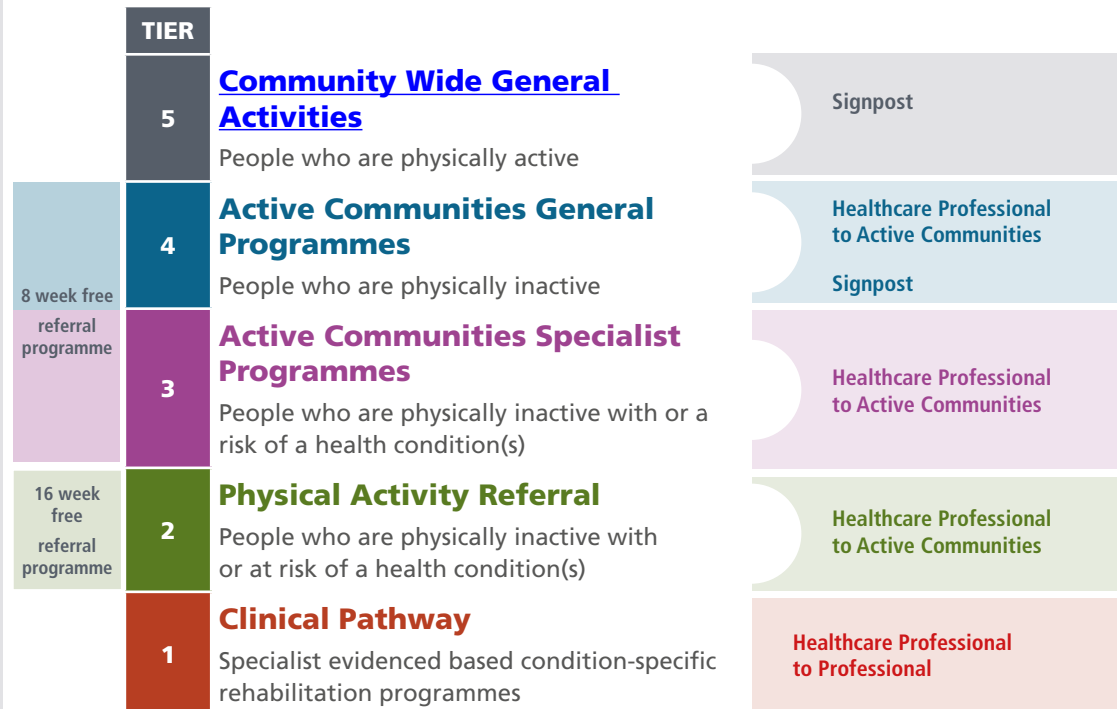 TIER
5
Community Wide General
Activities
People who are physically active
Signpost
8 week free
referral
programme
4
Active Communities General
Programmes
People who are physically inactive
Healthcare Professional
to Active Communities
Signpost
3
Active Communities Specialist
Programmes
People who are physically inactive with or a
risk of a health condition(s)
Healthcare Professional
to Active Communities
16 week
free
referral
programme
2
Physical Activity Referral
People who are physically inactive with
or at risk of a health condition(s)
Healthcare Professional
to Active Communities
1
Clinical Pathway
Specialist evidenced based condition-specific
rehabilitation programmes
Healthcare Professional
to Professional